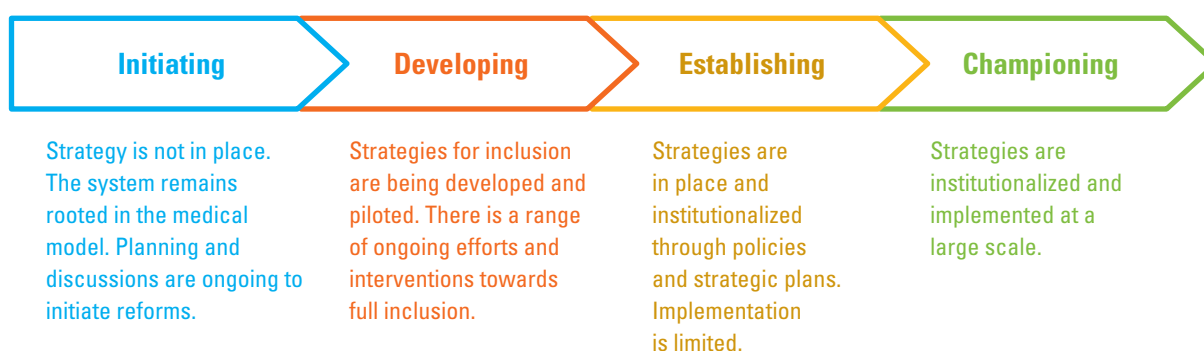 Initiating
Developing
Establishing
Championing
Strategy is not in place.
The system remains
rooted in the medical
model. Planning and
discussions are ongoing to
initiate reforms.
Strategies for inclusion
are being developed and
piloted. There is a range
of ongoing efforts and
interventions towards
full inclusion.
Strategies are
in place and
institutionalized
through policies
and strategic plans.
Implementation
is limited.
Strategies are
institutionalized and
implemented at a
large scale.